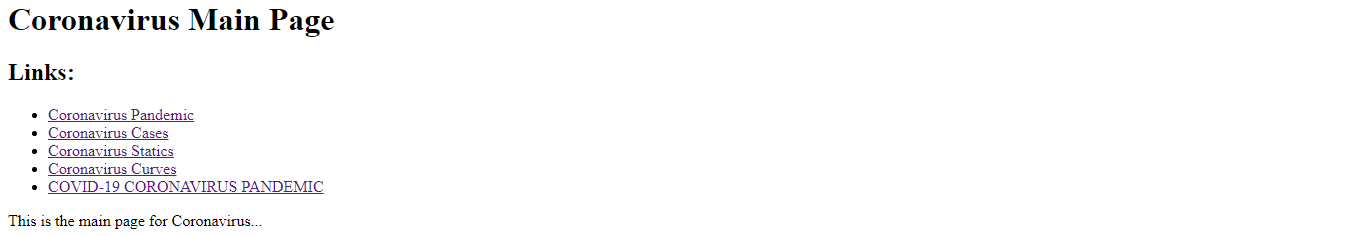 Coronavirus Main Page
Links:
Coronavirus Pandemic
Coronavirus Cases
Coronavirus Statics
Coronavirus Curves
COVID-19 CORONAVIRUS PANDEMIC
This is the main page for Coronavirus...